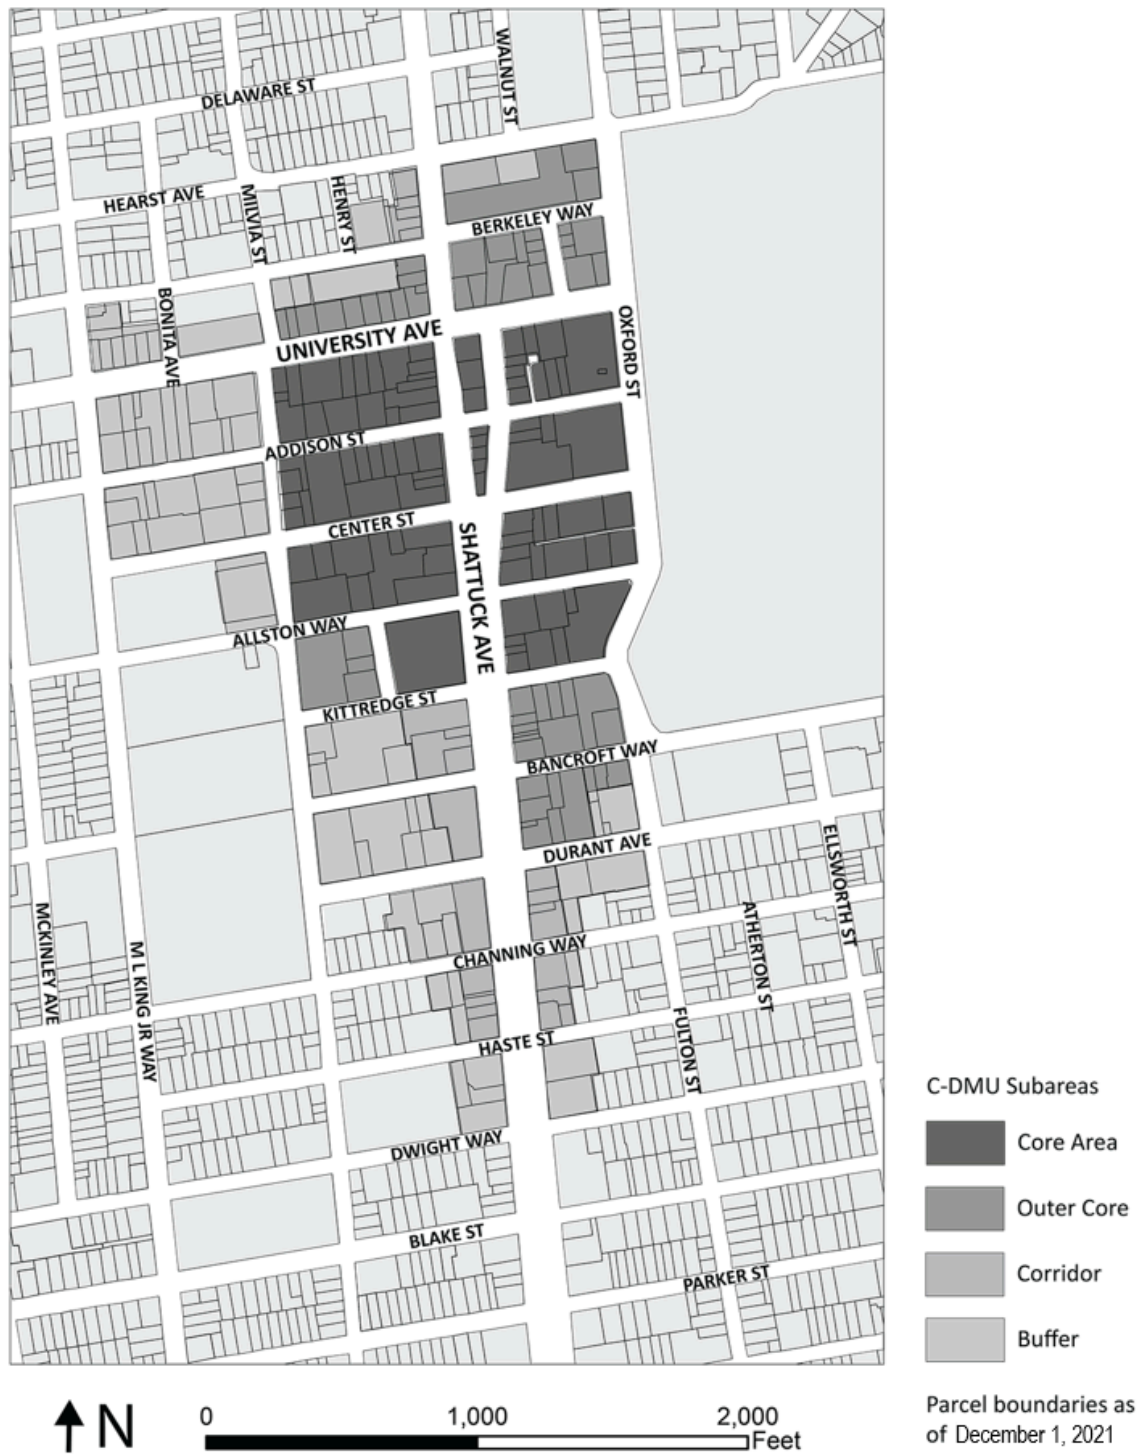 WALNUT ST
DELAWARE ST
HEARST AVE
MILVIA ST
HENRY ST
BERKELEY WAY
BONITA AVE
UNIVERSITY AVE
OXFORD ST
ADDISON ST
CENTER ST
SHATTUCK AVE
ALLSTON WAY
KITTREDGE ST
BANCROFT WAY
DURANT AVE
ELLSWORTH ST
MCKINLEY AVE
M L KING JR WAY
CHANNING WAY
ATHERTON ST
FULTON ST
HASTE ST
DWIGHT WAY
BLAKE ST
PARKER ST
C-DMU Subareas
Core Area
Outer Core
Corridor
Buffer
Parcel boundaries as
of December 1, 2021
N
0 1,000 2,000
Feet